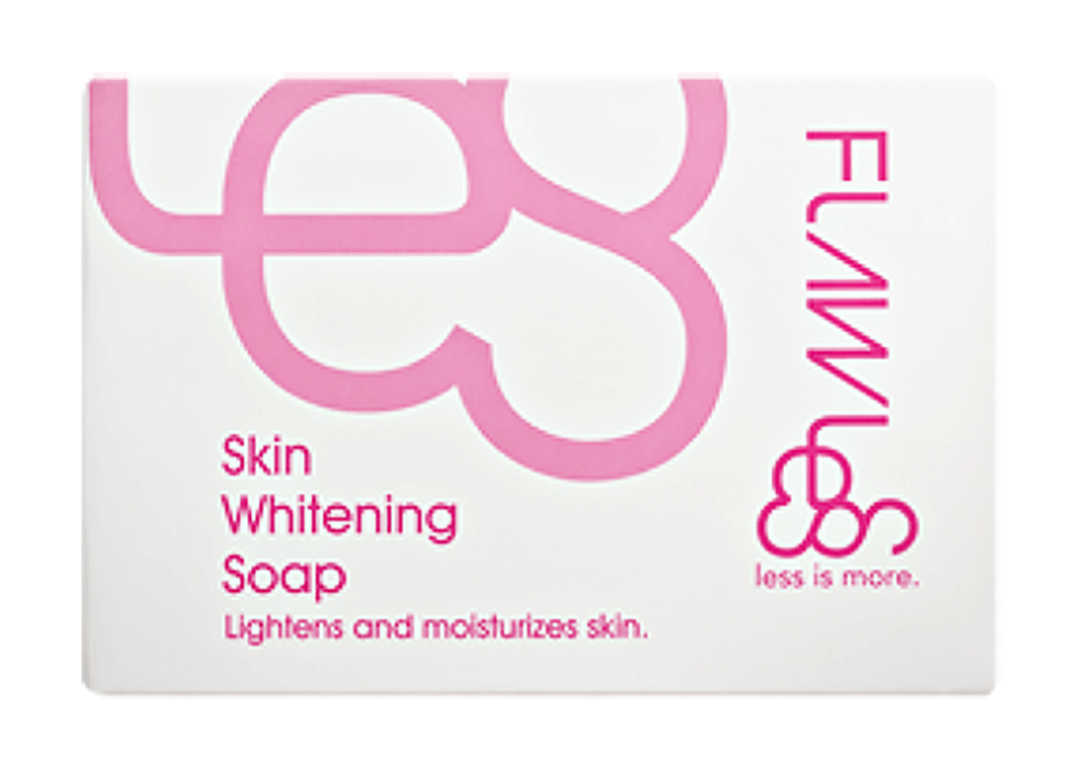 Skin
Whitening
Soap
Lightens and moisturizes skin.
FLAWLess
less is more.